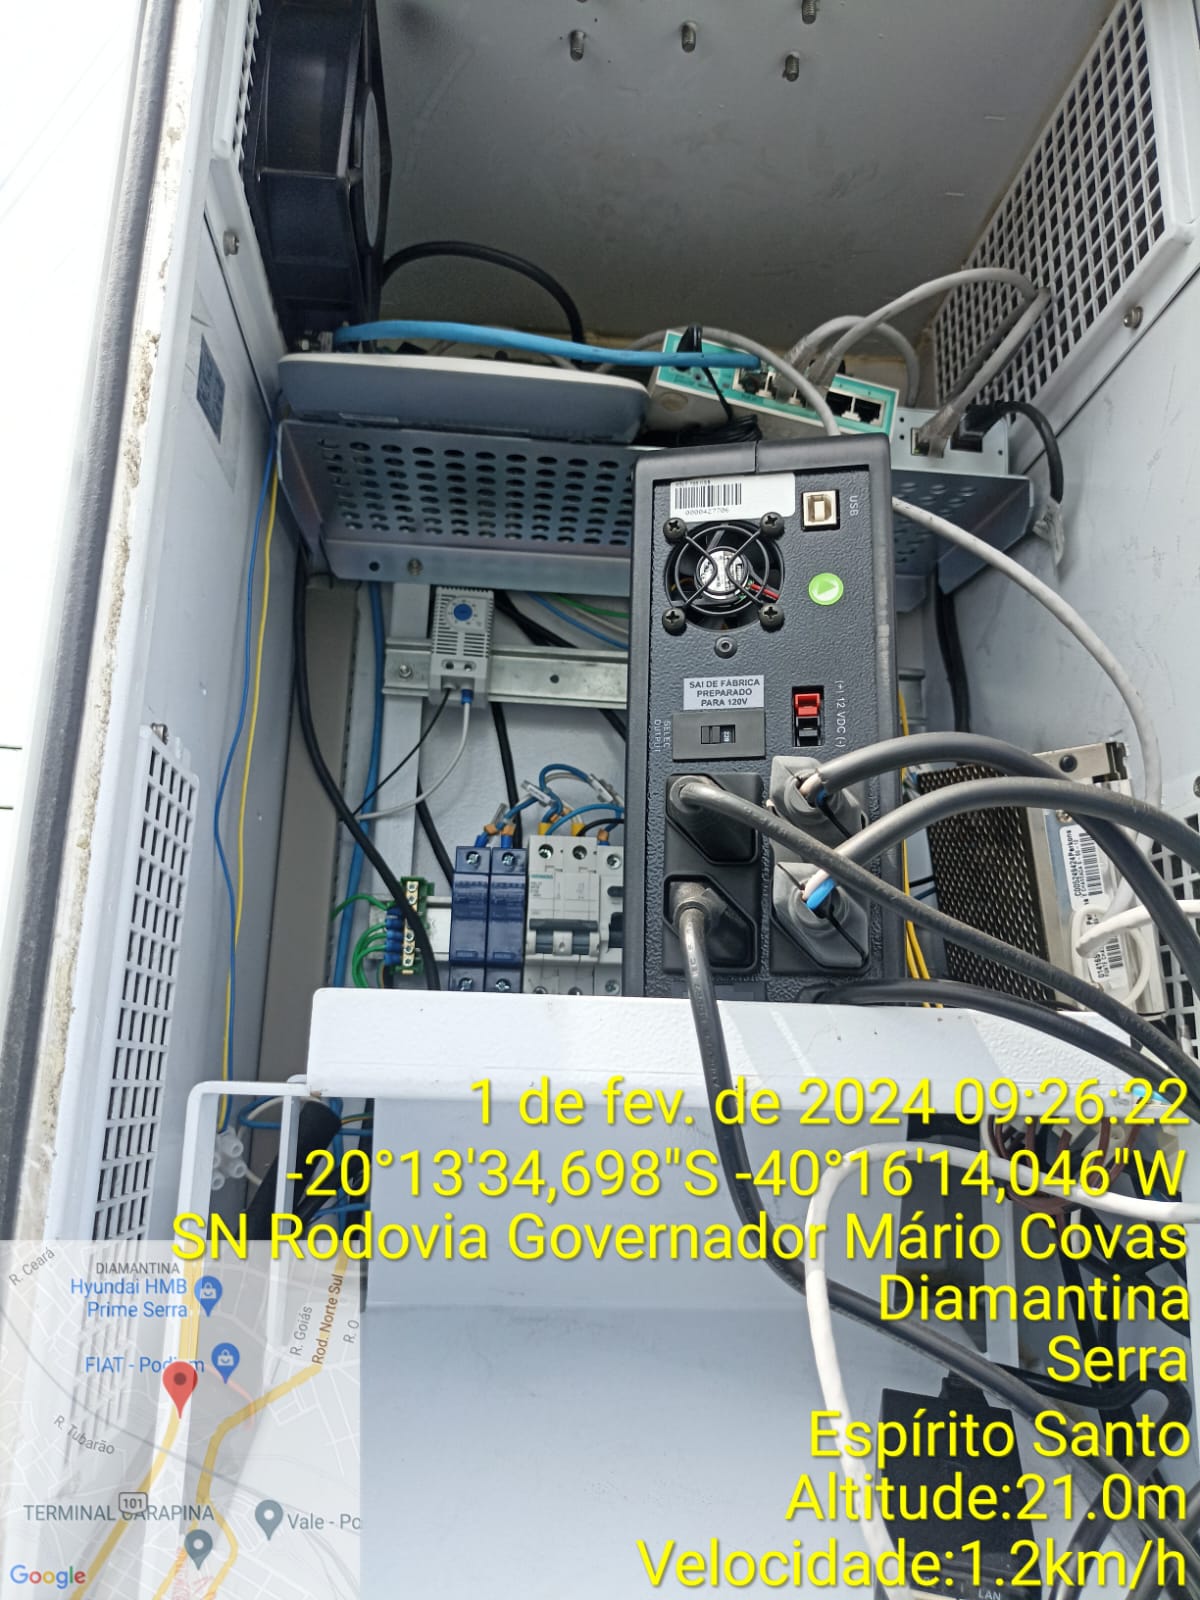 0000427706
USB
SAI DE FÁBRICA
PREPARADO
PARA 120V
SELEC
OUTPUT
(+) 12 VDC (-)
1 de fev. de 2024 09:26:22
-20°13'34,698"S -40°16'14,046"W
SN Rodovia Governador Mário Covas
Diamantina
Serra
Espírito Santo
Altitude:21.0m
Velocidade:1.2km/h
R. Ceará
DIAMANTINA
Hyundai HMB
Prime Serra
R. Goiás
Rod. Norte Sul
R. O
FIAT - Podium
R. Tubarão
101
TERMINAL CARAPINA
Vale - Po
Google
LAN